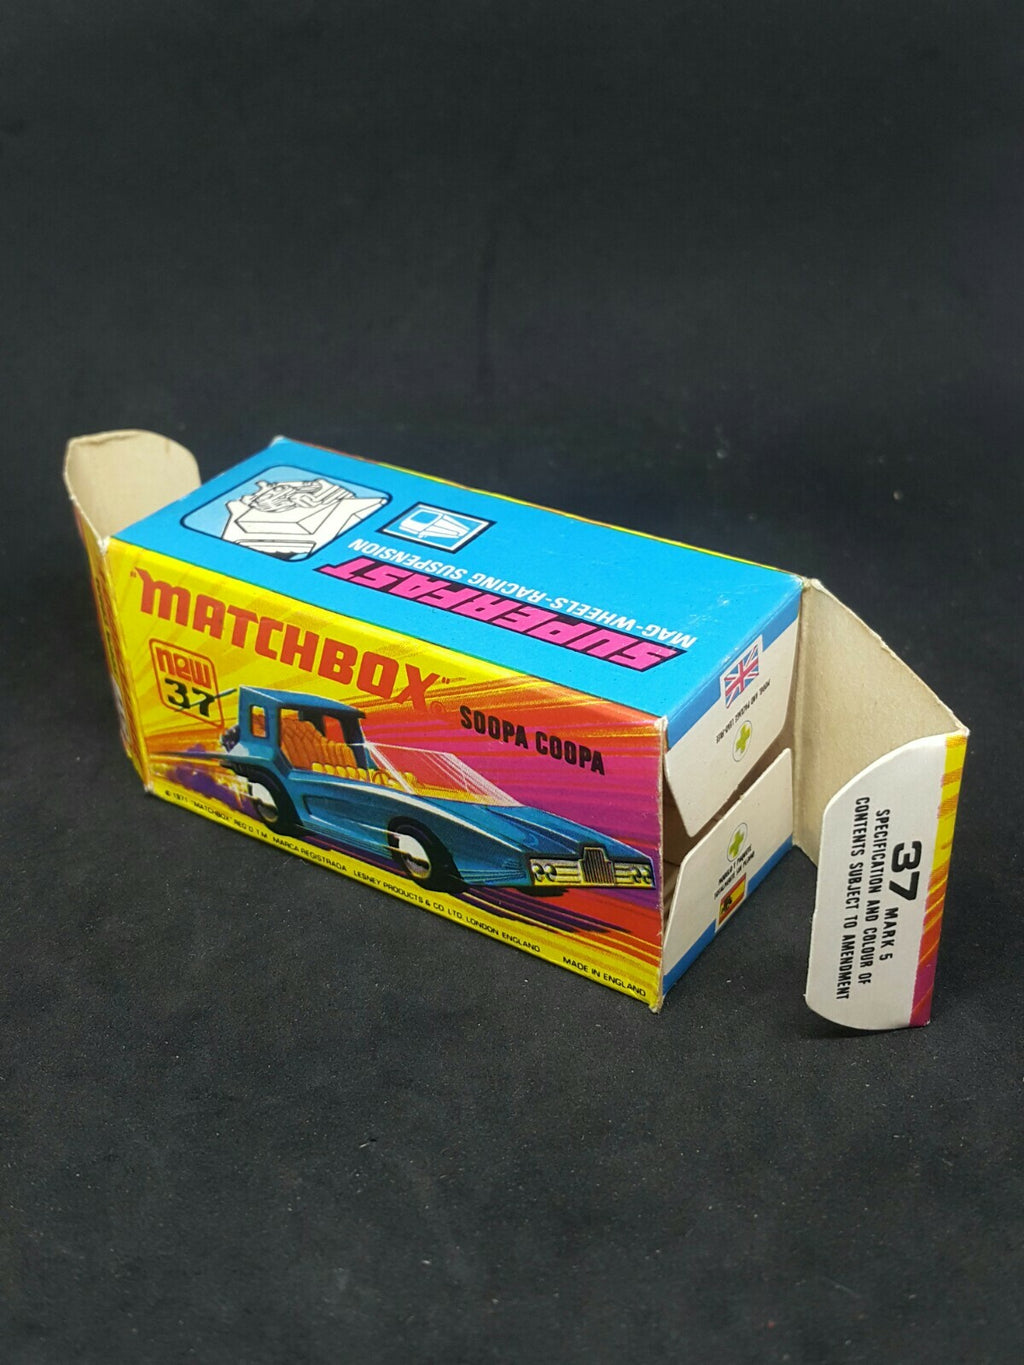 "MATCHBOX"
new
37
SOOPA COOPA
© 1971 "MATCHBOX" REG'D T.M. MARCA REGISTRADA LESNEY PRODUCTS & CO. LTD. LONDON ENGLAND
MADE IN ENGLAND
SUPERFAST
MAG-WHEELS-RACING SUSPENSION
37 MARK 5
SPECIFICATION AND COLOUR OF
CONTENTS SUBJECT TO AMENDMENT